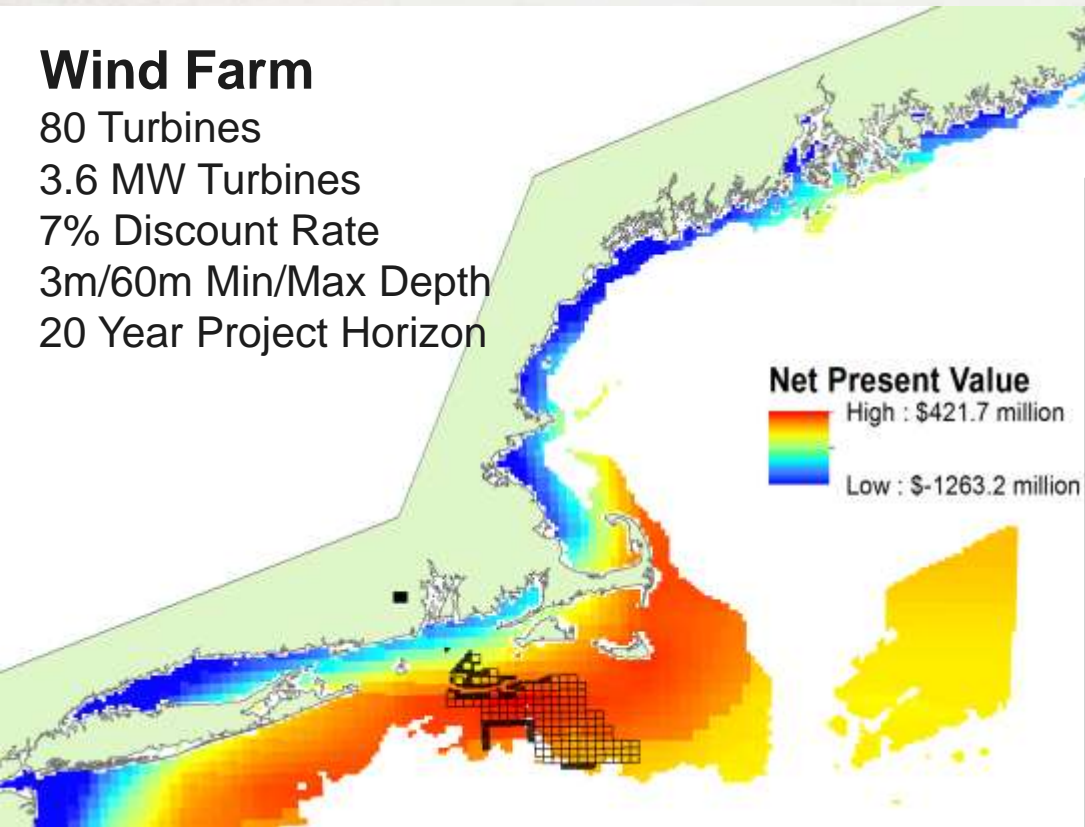 Wind Farm
80 Turbines
3.6 MW Turbines
7% Discount Rate
3m/60m Min/Max Depth
20 Year Project Horizon
Net Present Value
High : $421.7 million
Low : $-1263.2 million